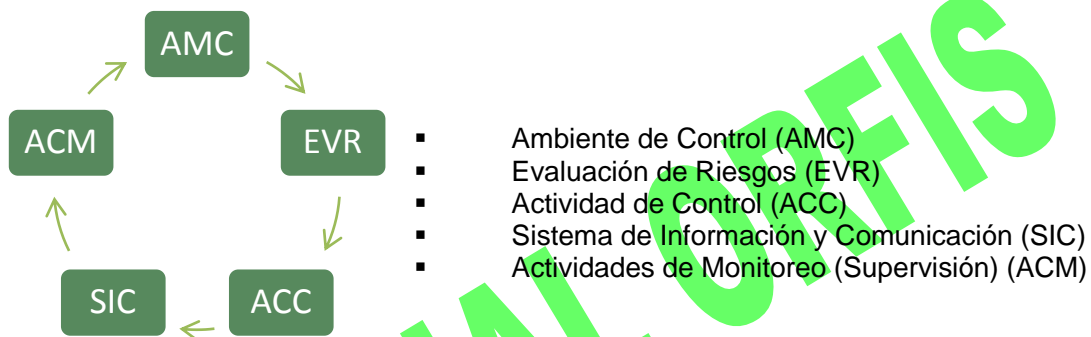 AMC
ACM
EVR
SIC
ACC
▪ Ambiente de Control (AMC)
▪ Evaluación de Riesgos (EVR)
▪ Actividad de Control (ACC)
▪ Sistema de Información y Comunicación (SIC)
▪ Actividades de Monitoreo (Supervisión) (ACM)
ORFIS